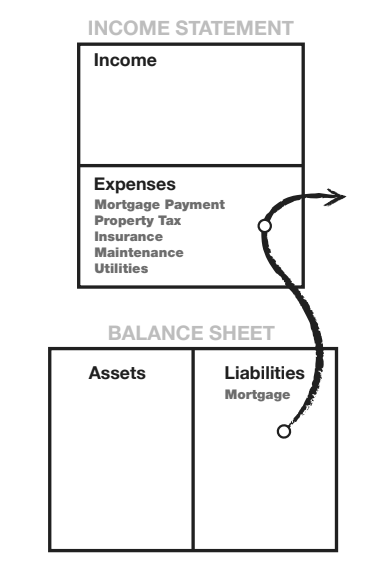 INCOME STATEMENT
Income
Expenses
Mortgage Payment
Property Tax
Insurance
Maintenance
Utilities
BALANCE SHEET
Assets
Liabilities
Mortgage